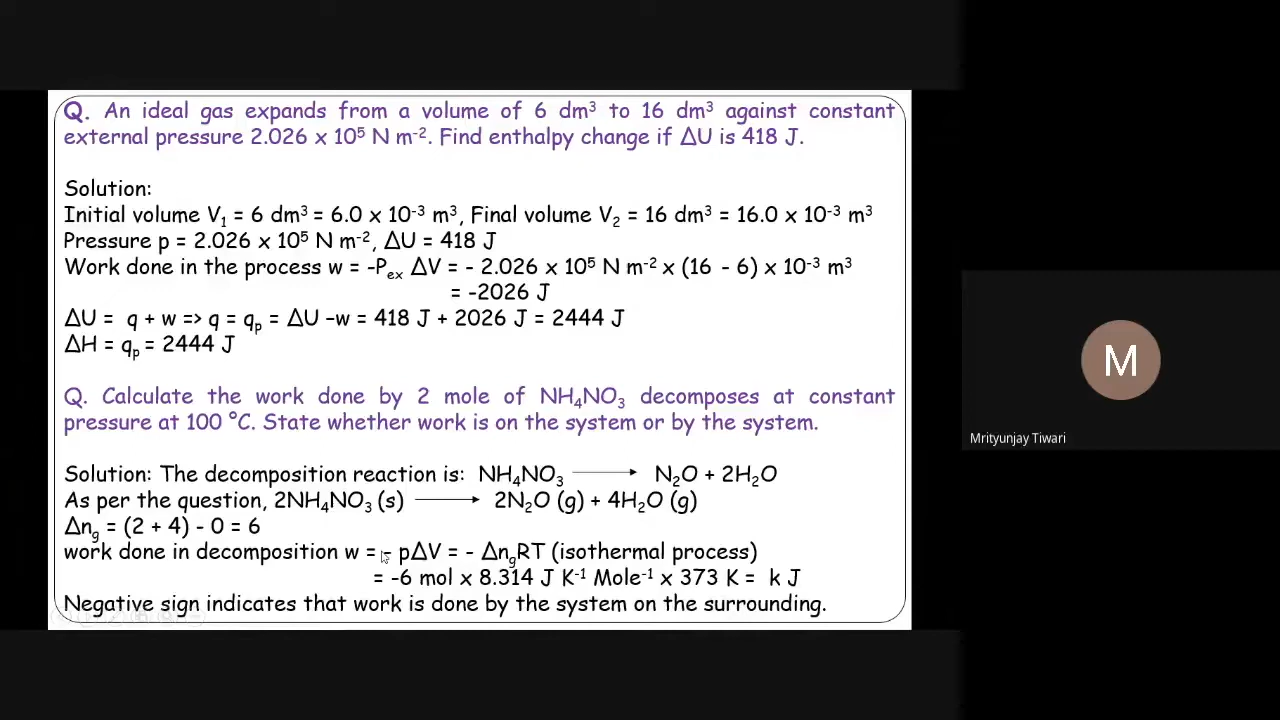 Q. An ideal gas expands from a volume of 6 dm³ to 16 dm³ against constant
external pressure 2.026 x 10⁵ N m⁻². Find enthalpy change if ΔU is 418 J.
Solution:
Initial volume V₁ = 6 dm³ = 6.0 x 10⁻³ m³, Final volume V₂ = 16 dm³ = 16.0 x 10⁻³ m³
Pressure p = 2.026 x 10⁵ N m⁻², ΔU = 418 J
Work done in the process w = -Pₑₓ ΔV = - 2.026 x 10⁵ N m⁻² x (16 - 6) x 10⁻³ m³
= -2026 J
ΔU = q + w => q = qₚ = ΔU –w = 418 J + 2026 J = 2444 J
ΔH = qₚ = 2444 J
Q. Calculate the work done by 2 mole of NH₄NO₃ decomposes at constant
pressure at 100 °C. State whether work is on the system or by the system.
Solution: The decomposition reaction is: NH₄NO₃ ⟶ N₂O + 2H₂O
As per the question, 2NH₄NO₃ (s) ⟶ 2N₂O (g) + 4H₂O (g)
Δn_g = (2 + 4) - 0 = 6
work done in decomposition w = - pΔV = - Δn_gRT (isothermal process)
= -6 mol x 8.314 J K⁻¹ Mole⁻¹ x 373 K = k J
Negative sign indicates that work is done by the system on the surrounding.
M
Mrityunjay Tiwari